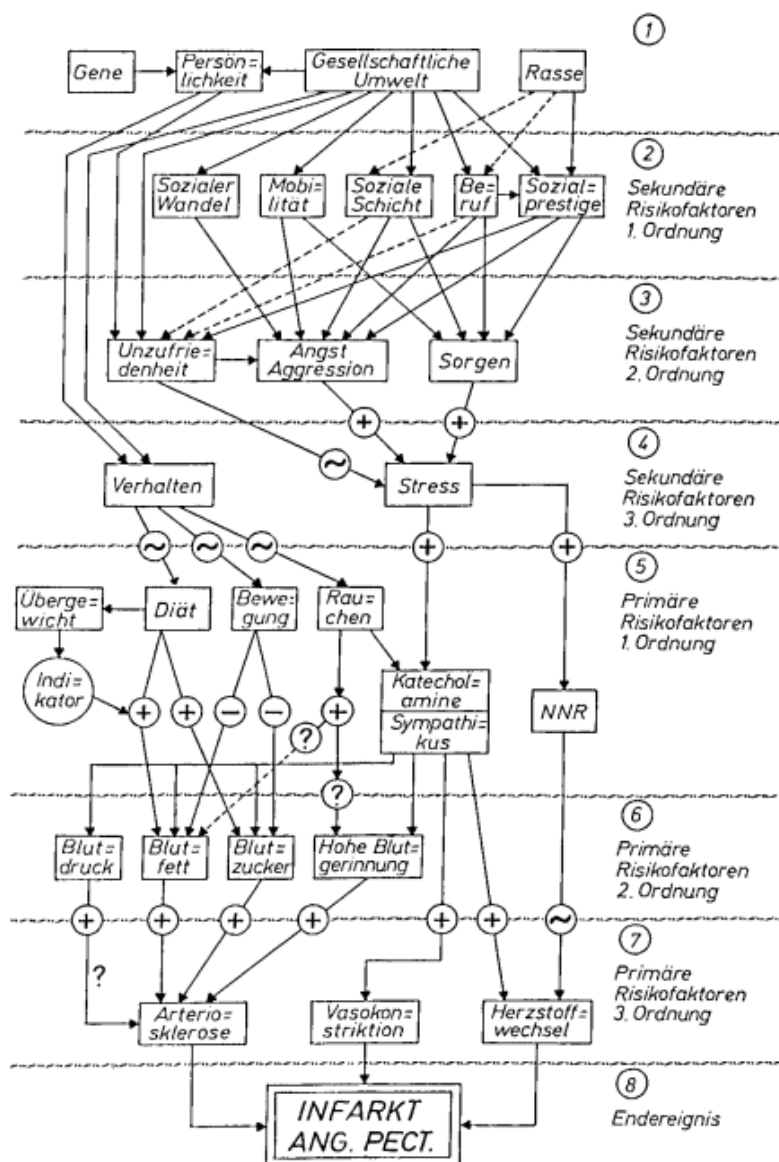 ①
Gene
Persön=
lichkeit
Gesellschaftliche
Umwelt
Rasse
②
Sekundäre
Risikofaktoren
1. Ordnung
Sozialer
Wandel
Mobi=
lität
Soziale
Schicht
Be=
ruf
Sozial=
prestige
③
Sekundäre
Risikofaktoren
2. Ordnung
Unzufrie=
denheit
Angst
Aggression
Sorgen
+
+
④
Sekundäre
Risikofaktoren
3. Ordnung
~
Verhalten
Stress
~
~
~
+
+
⑤
Primäre
Risikofaktoren
1. Ordnung
Überge=
wicht
Diät
Bewe=
gung
Rau=
chen
Indi=
kator
+
+
−
−
+
?
Katechol=
amine
Sympathi=
kus
NNR
?
⑥
Primäre
Risikofaktoren
2. Ordnung
Blut=
druck
Blut=
fett
Blut=
zucker
Hohe Blut=
gerinnung
+
+
+
+
+
+
~
⑦
Primäre
Risikofaktoren
3. Ordnung
?
Arterio=
sklerose
Vasokon=
striktion
Herzstoff=
wechsel
⑧
Endereignis
INFARKT
ANG. PECT.